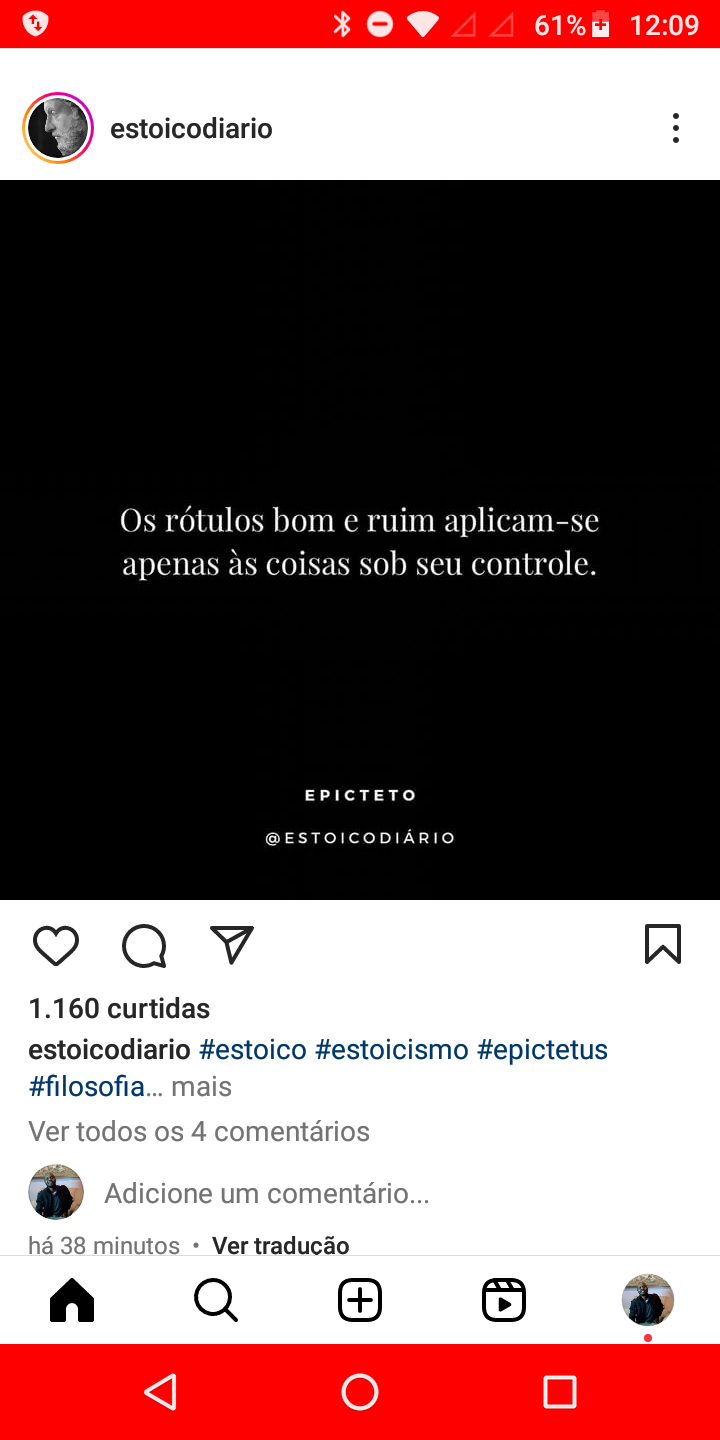 61% 12:09
estoicodiario
Os rótulos bom e ruim aplicam-se
apenas às coisas sob seu controle.
EPICTETO
@ESTOICODIÁRIO
1.160 curtidas
estoicodiario #estoico #estoicismo #epictetus
#filosofia... mais
Ver todos os 4 comentários
Adicione um comentário...
há 38 minutos • Ver tradução